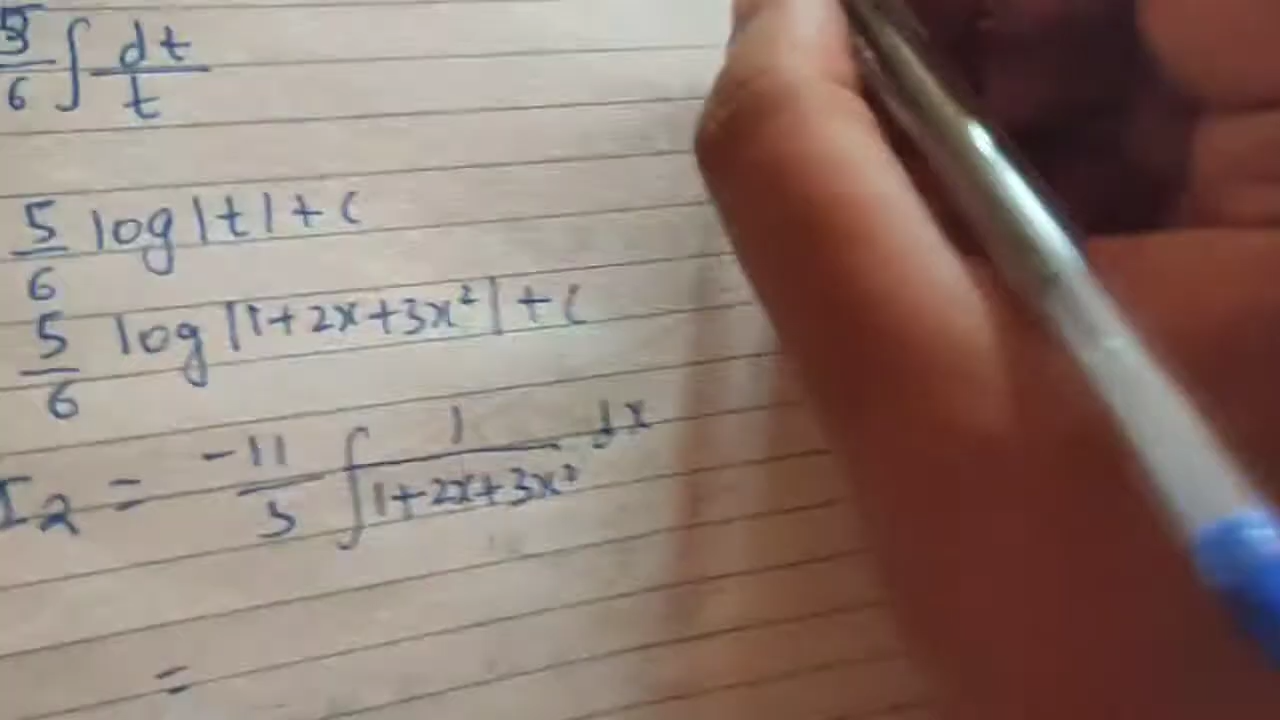 5/6 ∫ dt/t
5/6 log|t|+c
5/6 log|1+2x+3x²|+c
I₂ = -11/3 ∫ 1/1+2x+3x² dx
=